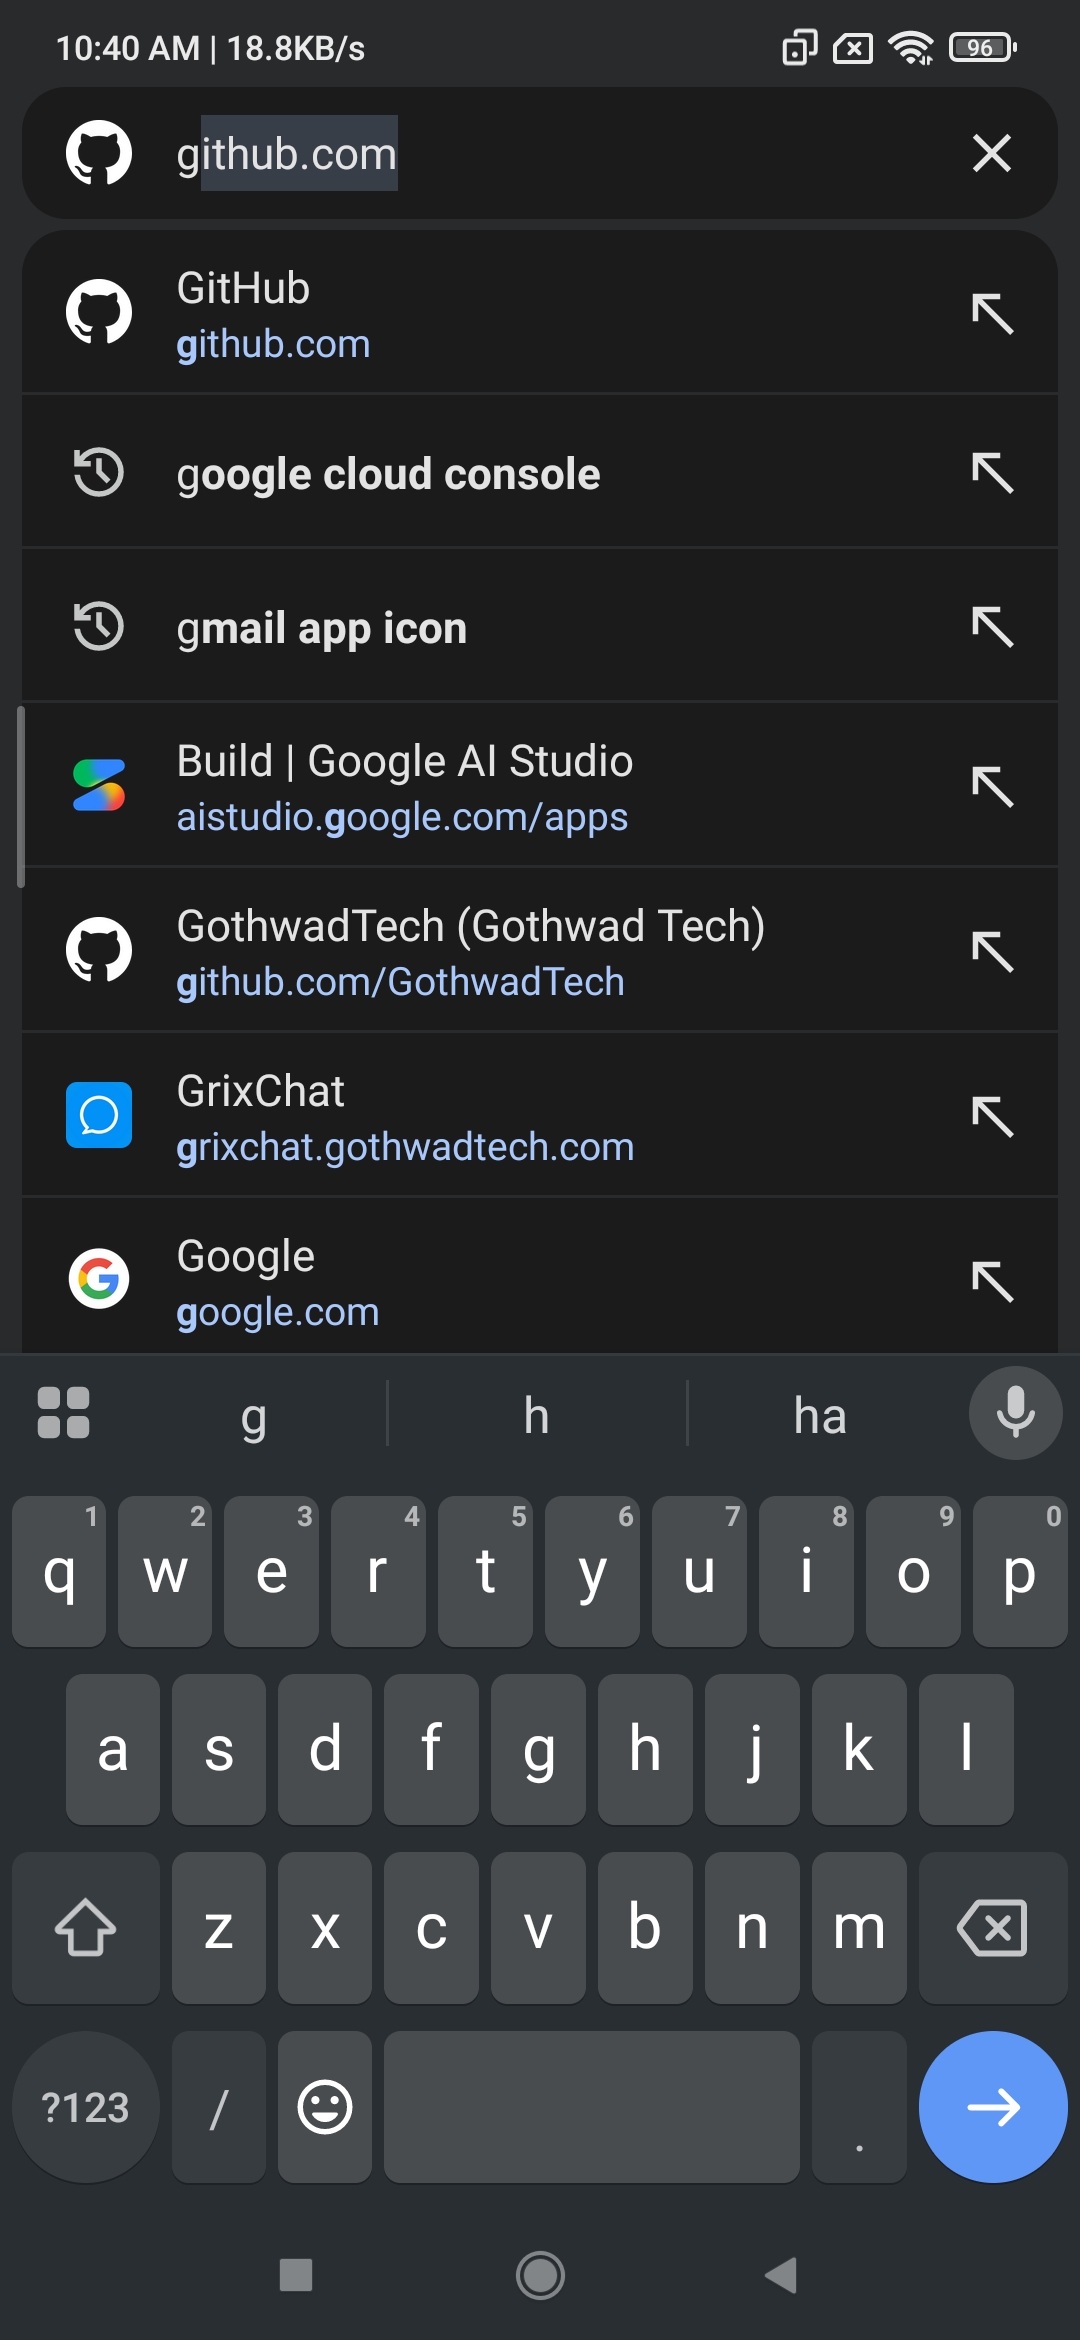 10:40 AM | 18.8KB/s 96
github.com
GitHub
github.com
google cloud console
gmail app icon
Build | Google AI Studio
aistudio.google.com/apps
GothwadTech (Gothwad Tech)
github.com/GothwadTech
GrixChat
grixchat.gothwadtech.com
Google
google.com
g h ha
1 2 3 4 5 6 7 8 9 0
q w e r t y u i o p
a s d f g h j k l
z x c v b n m
?123 / .